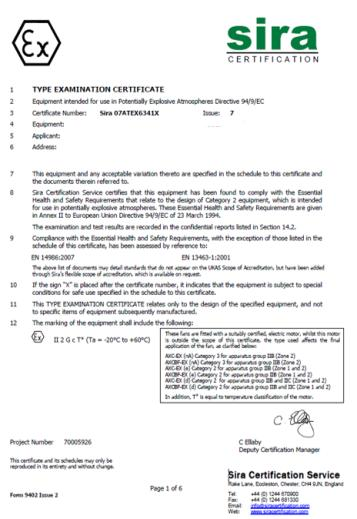 εx
sira
CERTIFICATION
1 TYPE EXAMINATION CERTIFICATE
2 Equipment intended for use in Potentially Explosive Atmospheres Directive 94/9/EC
3 Certificate Number: Sira 07ATEX6341X Issue: 7
4 Equipment:
5 Applicant:
6 Address:
7 This equipment and any acceptable variation thereto are specified in the schedule to this certificate and
the documents therein referred to.
8 Sira Certification Service certifies that this equipment has been found to comply with the Essential
Health and Safety Requirements that relate to the design of Category 2 equipment, which is intended
for use in potentially explosive atmospheres. These Essential Health and Safety Requirements are given
in Annex II to European Union Directive 94/9/EC of 23 March 1994.
The examination and test results are recorded in the confidential reports listed in Section 14.2.
9 Compliance with the Essential Health and Safety Requirements, with the exception of those listed in the
schedule of this certificate, has been assessed by reference to:
EN 14986:2007 EN 13463-1:2001
The above list of documents may detail standards that do not appear on the UKAS Scope of Accreditation, but have been added
through Sira's flexible scope of accreditation, which is available on request.
10 If the sign "X" is placed after the certificate number, it indicates that the equipment is subject to special
conditions for safe use specified in the schedule to this certificate.
11 This TYPE EXAMINATION CERTIFICATE relates only to the design of the specified equipment, and not
to specific items of equipment subsequently manufactured.
12 The marking of the equipment shall include the following:
εx II 2 G c T* (Ta = -20°C to +60°C)
These fans are fitted with a suitably certified, electric motor, whilst this motor
is outside of the scope of this certificate, the type used affects the final
application of the fan, as clarified below:
AXC-EX (nA) Category 3 for apparatus group IIB (Zone 2)
AXCBF-EX (nA) Category 3 for apparatus group IIB (Zone 2)
AXC-EX (e) Category 2 for apparatus group IIB (Zone 1 and 2)
AXCBF-EX (e) Category 2 for apparatus group IIB (Zone 1 and 2)
AXC-EX (d) Category 2 for apparatus group IIB and IIC (Zone 1 and 2)
AXCBF-EX (d) Category 2 for apparatus group IIB (Zone 1 and 2)
In addition, T* is equal to temperature classification of the motor.
Project Number 70005926
C Ellaby
Deputy Certification Manager
This certificate and its schedules may only be
reproduced in its entirety and without change.
Page 1 of 6
Form 9402 Issue 2
Sira Certification Service
Rake Lane, Eccleston, Chester, CH4 9JN, England
Tel: +44 (0) 1244 670900
Fax: +44 (0) 1244 681330
Email: info@siracertification.com
Web: www.siracertification.com